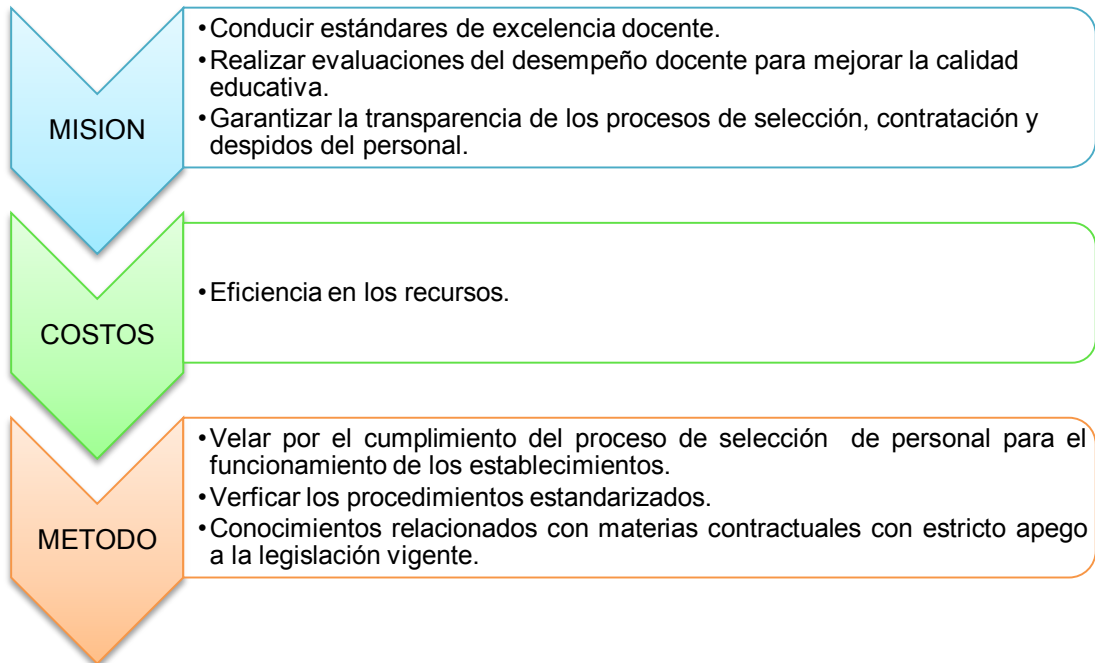 MISION
•Conducir estándares de excelencia docente.
•Realizar evaluaciones del desempeño docente para mejorar la calidad
educativa.
•Garantizar la transparencia de los procesos de selección, contratación y
despidos del personal.
COSTOS
•Eficiencia en los recursos.
METODO
•Velar por el cumplimiento del proceso de selección de personal para el
funcionamiento de los establecimientos.
•Verficar los procedimientos estandarizados.
•Conocimientos relacionados con materias contractuales con estricto apego
a la legislación vigente.